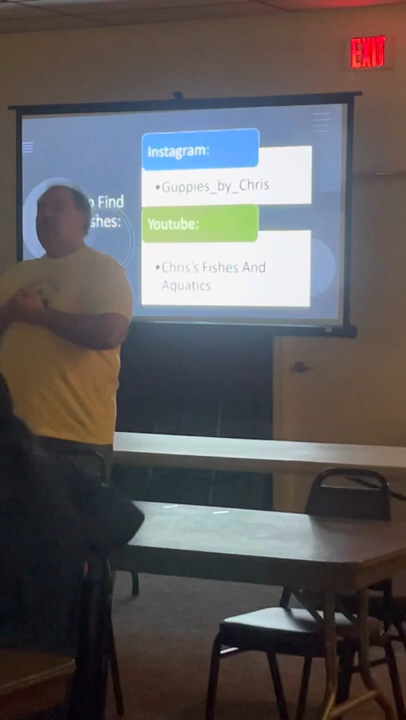 EXIT
Find
shes:
Instagram:
•Guppies_by_Chris
Youtube:
•Chris's Fishes And
Aquatics